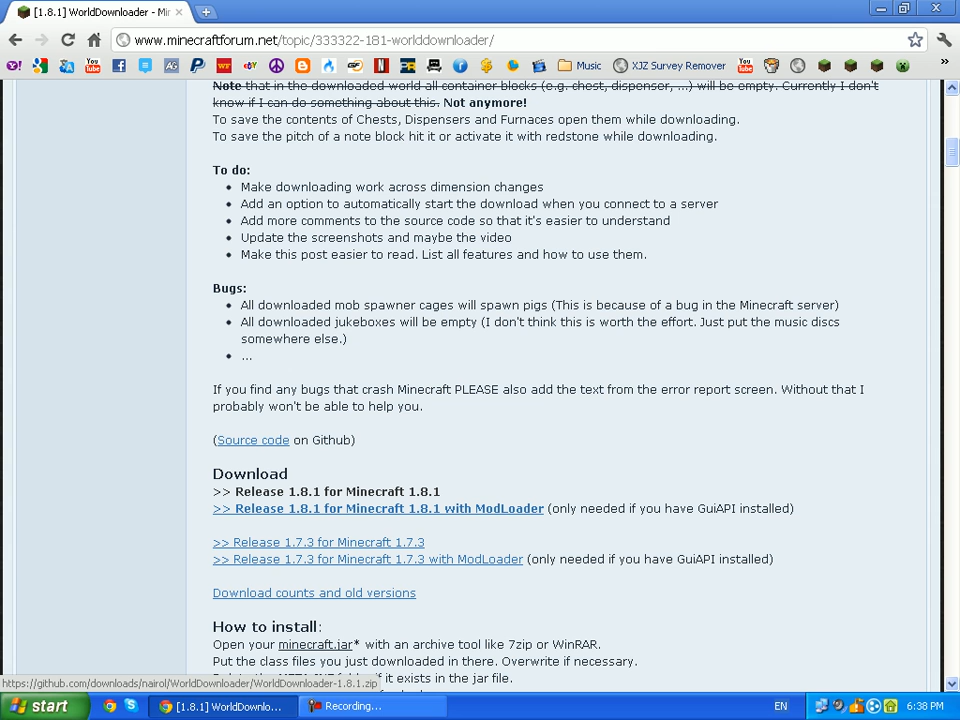 [1.8.1] WorldDownloader - Mi
www.minecraftforum.net/topic/333322-181-worlddownloader/
Music
XJZ Survey Remover
»
Note that in the downloaded world all container blocks (e.g. chest, dispenser, ...) will be empty. Currently I don't
know if I can do something about this. Not anymore!
To save the contents of Chests, Dispensers and Furnaces open them while downloading.
To save the pitch of a note block hit it or activate it with redstone while downloading.
To do:
• Make downloading work across dimension changes
• Add an option to automatically start the download when you connect to a server
• Add more comments to the source code so that it's easier to understand
• Update the screenshots and maybe the video
• Make this post easier to read. List all features and how to use them.
Bugs:
• All downloaded mob spawner cages will spawn pigs (This is because of a bug in the Minecraft server)
• All downloaded jukeboxes will be empty (I don't think this is worth the effort. Just put the music discs
somewhere else.)
• ...
If you find any bugs that crash Minecraft PLEASE also add the text from the error report screen. Without that I
probably won't be able to help you.
(Source code on Github)
Download
>> Release 1.8.1 for Minecraft 1.8.1
>> Release 1.8.1 for Minecraft 1.8.1 with ModLoader (only needed if you have GuiAPI installed)
>> Release 1.7.3 for Minecraft 1.7.3
>> Release 1.7.3 for Minecraft 1.7.3 with ModLoader (only needed if you have GuiAPI installed)
Download counts and old versions
How to install:
Open your minecraft.jar* with an archive tool like 7zip or WinRAR.
Put the class files you just downloaded in there. Overwrite if necessary.
if it exists in the jar file.
https://github.com/downloads/nairol/WorldDownloader/WorldDownloader-1.8.1.zip
start
[1.8.1] WorldDownlo...
Recording...
EN
6:38 PM